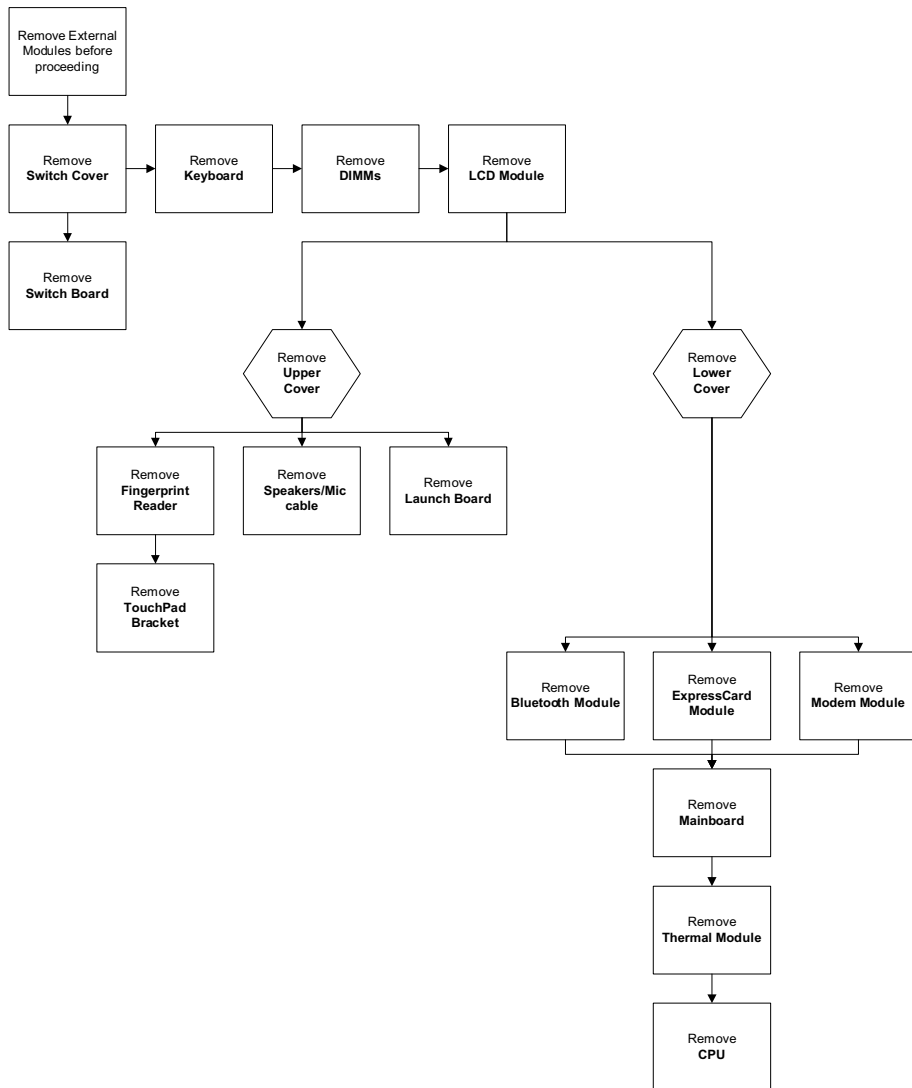 Remove External
Modules before
proceeding
Remove
Switch Cover
Remove
Keyboard
Remove
DIMMs
Remove
LCD Module
Remove
Switch Board
Remove
Upper
Cover
Remove
Lower
Cover
Remove
Fingerprint
Reader
Remove
Speakers/Mic
cable
Remove
Launch Board
Remove
TouchPad
Bracket
Remove
Bluetooth Module
Remove
ExpressCard
Module
Remove
Modem Module
Remove
Mainboard
Remove
Thermal Module
Remove
CPU